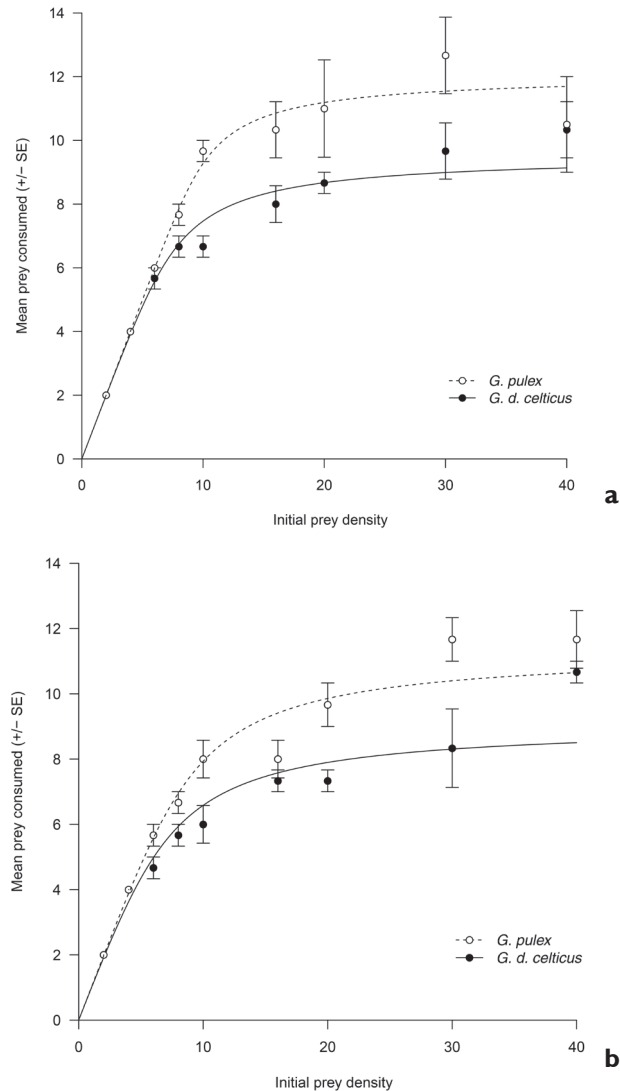 14
12
10
8
6
4
2
0
Mean prey consumed (+/− SE)
G. pulex
G. d. celticus
0 10 20 30 40
Initial prey density
a
14
12
10
8
6
4
2
0
Mean prey consumed (+/− SE)
G. pulex
G. d. celticus
0 10 20 30 40
Initial prey density
b